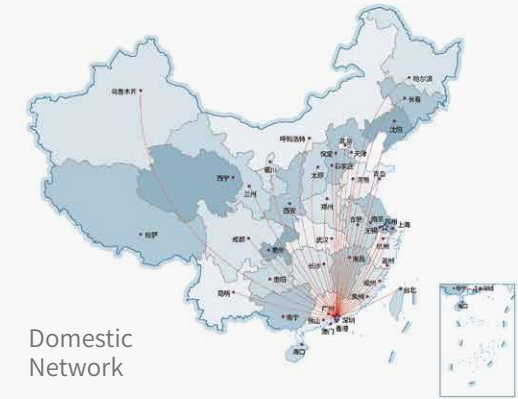 哈尔滨
长春
乌鲁木齐
沈阳
呼和浩特
北京
保定
天津
石家庄
银川
太原
青岛
西宁
济南
兰州
西安
郑州
合肥
南京
苏州
上海
无锡
拉萨
成都
武汉
杭州
重庆
南昌
温州
长沙
贵阳
福州
昆明
泉州
台北
广州
南宁
佛山
深圳
澳门
香港
海口
Domestic
Network